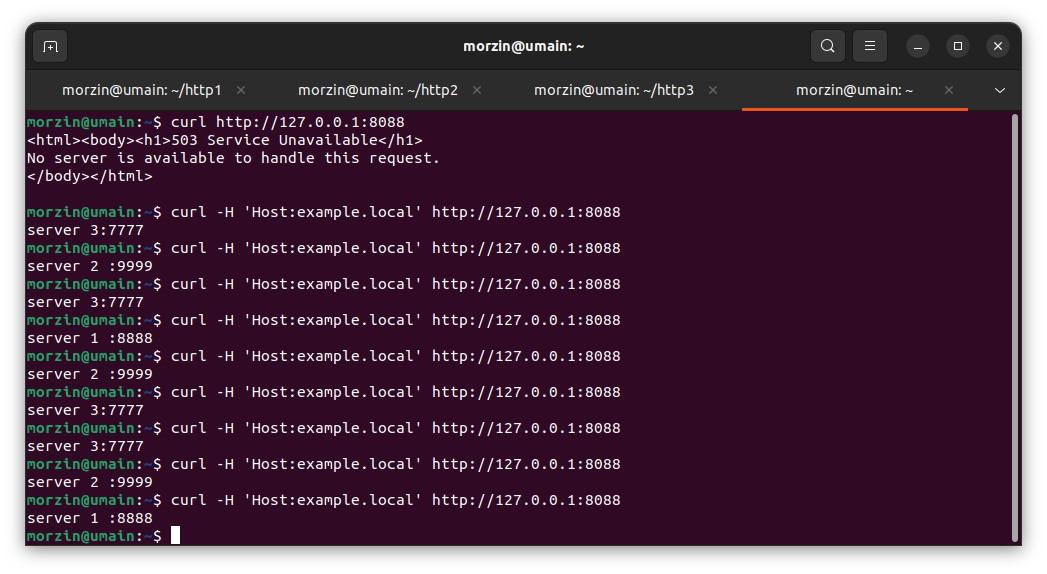 morzin@umain: ~
morzin@umain: ~/http1
morzin@umain: ~/http2
morzin@umain: ~/http3
morzin@umain: ~
morzin@umain:~$ curl http://127.0.0.1:8088
<html><body><h1>503 Service Unavailable</h1>
No server is available to handle this request.
</body></html>
morzin@umain:~$ curl -H 'Host:example.local' http://127.0.0.1:8088
server 3:7777
morzin@umain:~$ curl -H 'Host:example.local' http://127.0.0.1:8088
server 2 :9999
morzin@umain:~$ curl -H 'Host:example.local' http://127.0.0.1:8088
server 3:7777
morzin@umain:~$ curl -H 'Host:example.local' http://127.0.0.1:8088
server 1 :8888
morzin@umain:~$ curl -H 'Host:example.local' http://127.0.0.1:8088
server 2 :9999
morzin@umain:~$ curl -H 'Host:example.local' http://127.0.0.1:8088
server 3:7777
morzin@umain:~$ curl -H 'Host:example.local' http://127.0.0.1:8088
server 3:7777
morzin@umain:~$ curl -H 'Host:example.local' http://127.0.0.1:8088
server 2 :9999
morzin@umain:~$ curl -H 'Host:example.local' http://127.0.0.1:8088
server 1 :8888
morzin@umain:~$